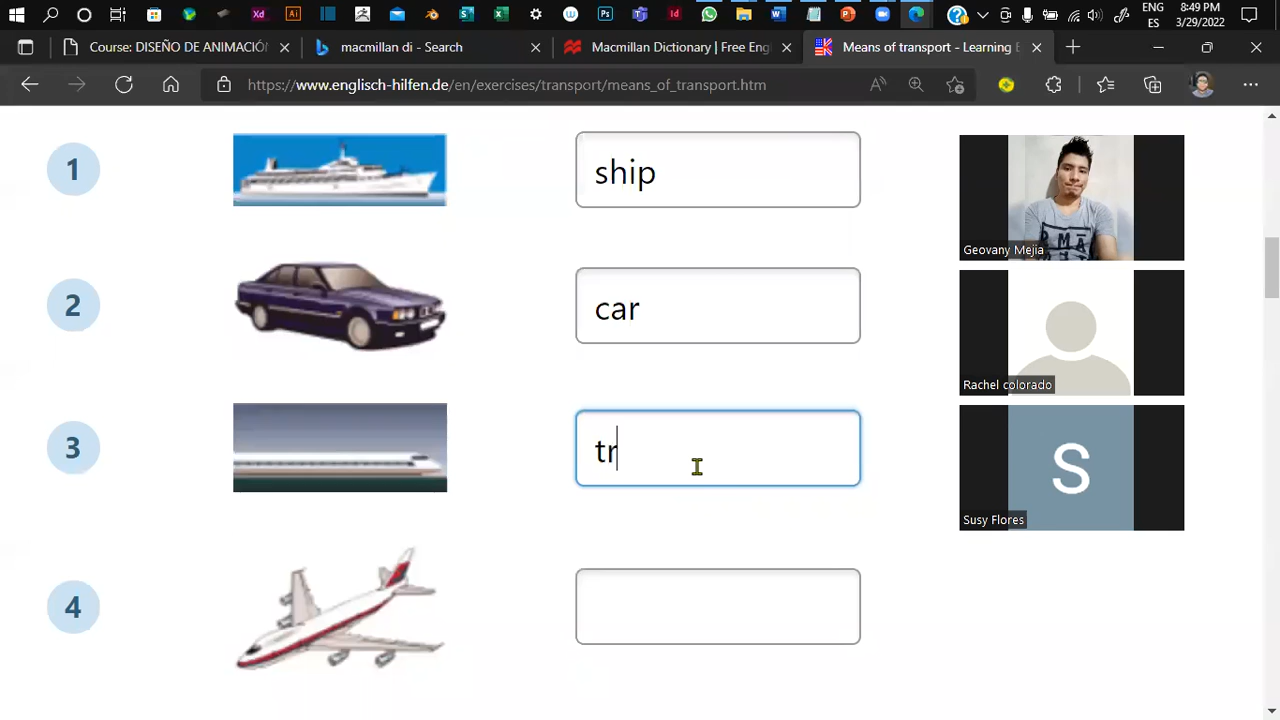 ENG
8:49 PM
ES
3/29/2022
Course: DISEÑO DE ANIMACIÓN
macmillan di - Search
Macmillan Dictionary | Free Eng
Means of transport - Learning E
https://www.englisch-hilfen.de/en/exercises/transport/means_of_transport.htm
1
ship
Geovany Mejia
2
car
Rachel colorado
3
tr
S
Susy Flores
4